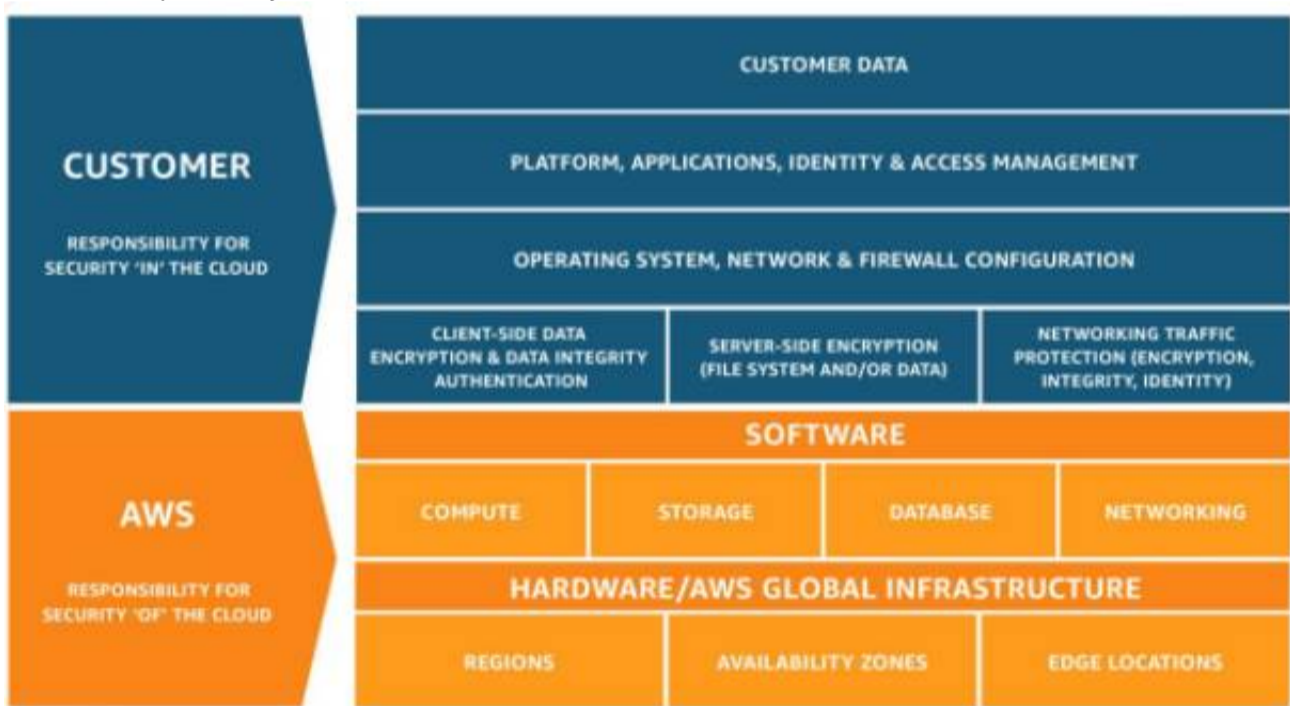 CUSTOMER
RESPONSIBILITY FOR
SECURITY 'IN' THE CLOUD
CUSTOMER DATA
PLATFORM, APPLICATIONS, IDENTITY & ACCESS MANAGEMENT
OPERATING SYSTEM, NETWORK & FIREWALL CONFIGURATION
CLIENT-SIDE DATA
ENCRYPTION & DATA INTEGRITY
AUTHENTICATION
SERVER-SIDE ENCRYPTION
(FILE SYSTEM AND/OR DATA)
NETWORKING TRAFFIC
PROTECTION (ENCRYPTION,
INTEGRITY, IDENTITY)
AWS
RESPONSIBILITY FOR
SECURITY 'OF' THE CLOUD
SOFTWARE
COMPUTE
STORAGE
DATABASE
NETWORKING
HARDWARE/AWS GLOBAL INFRASTRUCTURE
REGIONS
AVAILABILITY ZONES
EDGE LOCATIONS